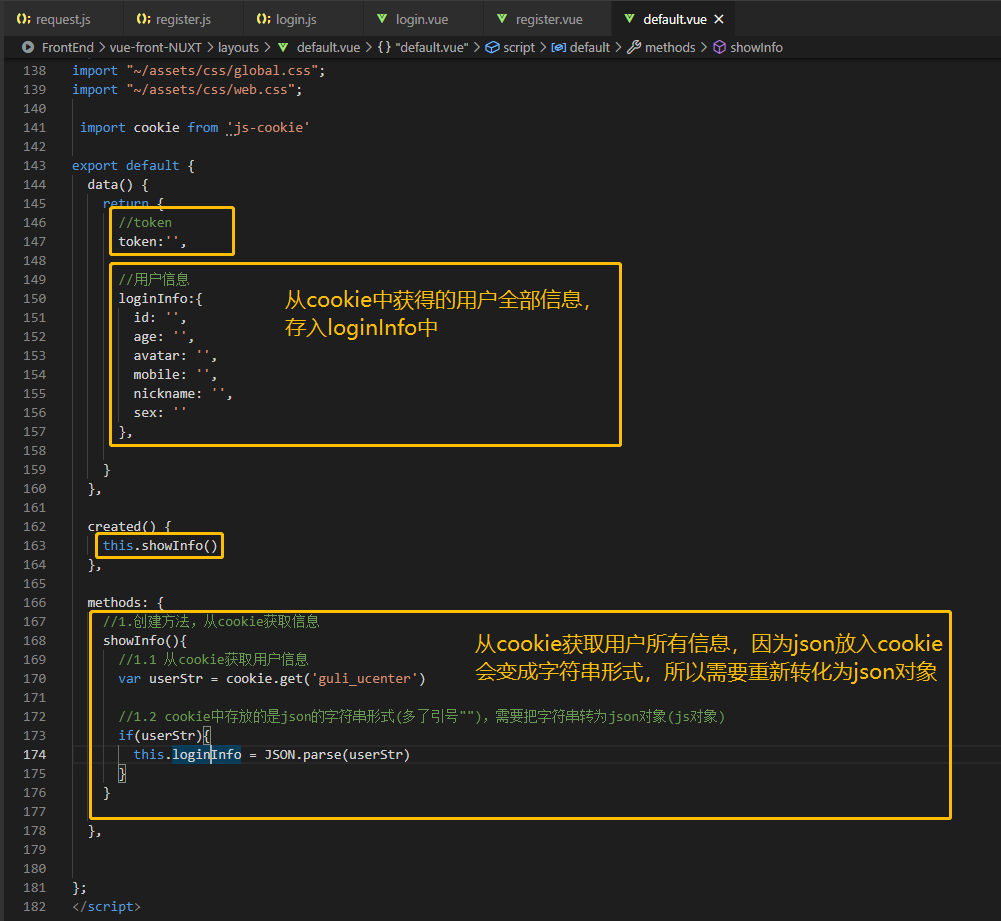 request.js register.js login.js login.vue register.vue default.vue
FrontEnd > vue-front-NUXT > layouts > default.vue > {} "default.vue" > script > default > methods > showInfo
138 import "~/assets/css/global.css";
139 import "~/assets/css/web.css";
140
141 import cookie from 'js-cookie'
142
143 export default {
144 data() {
145 return {
146 //token
147 token:'',
148
149 //用户信息
150 loginInfo:{
从cookie中获得的用户全部信息，
存入loginInfo中
151 id: '',
152 age: '',
153 avatar: '',
154 mobile: '',
155 nickname: '',
156 sex: ''
157 },
158
159 }
160 },
161
162 created() {
163 this.showInfo()
164 },
165
166 methods: {
167 //1.创建方法，从cookie获取信息
168 showInfo(){
从cookie获取用户所有信息，因为json放入cookie
会变成字符串形式，所以需要重新转化为json对象
169 //1.1 从cookie获取用户信息
170 var userStr = cookie.get('guli_ucenter')
171
172 //1.2 cookie中存放的是json的字符串形式(多了引号"")，需要把字符串转为json对象(js对象)
173 if(userStr){
174 this.loginInfo = JSON.parse(userStr)
175 }
176 }
177
178 },
179
180
181 };
182 </script>